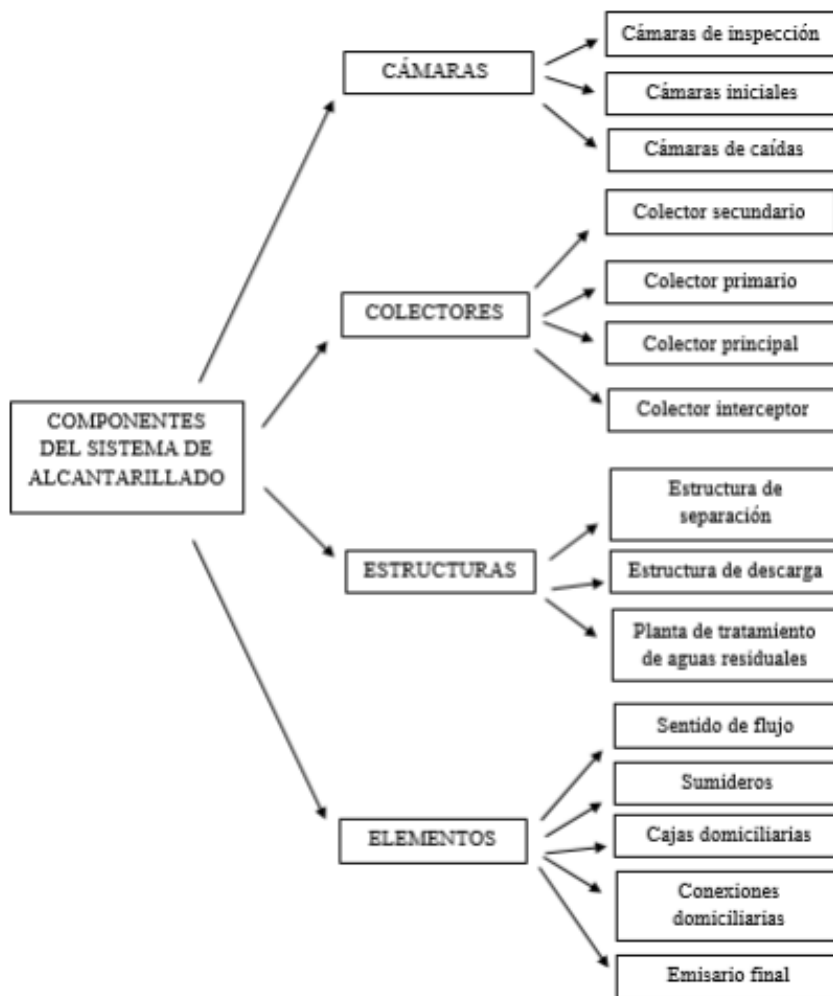 COMPONENTES
DEL SISTEMA DE
ALCANTARILLADO
CÁMARAS
Cámaras de inspección
Cámaras iniciales
Cámaras de caídas
COLECTORES
Colector secundario
Colector primario
Colector principal
Colector interceptor
ESTRUCTURAS
Estructura de
separación
Estructura de descarga
Planta de tratamiento
de aguas residuales
ELEMENTOS
Sentido de flujo
Sumideros
Cajas domiciliarias
Conexiones
domiciliarias
Emisario final